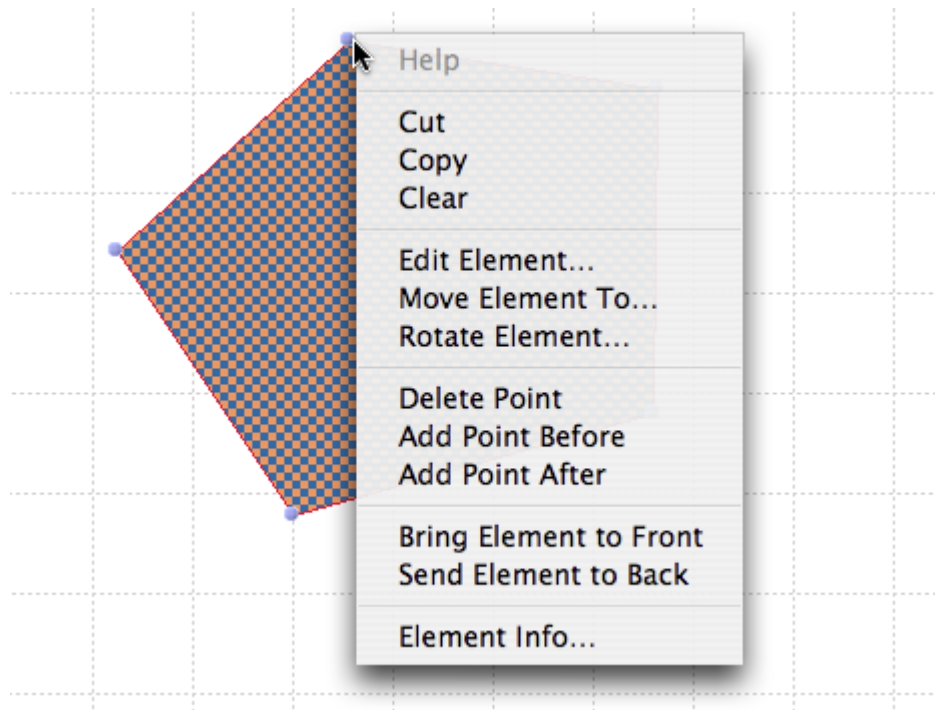 Help
Cut
Copy
Clear
Edit Element...
Move Element To...
Rotate Element...
Delete Point
Add Point Before
Add Point After
Bring Element to Front
Send Element to Back
Element Info...